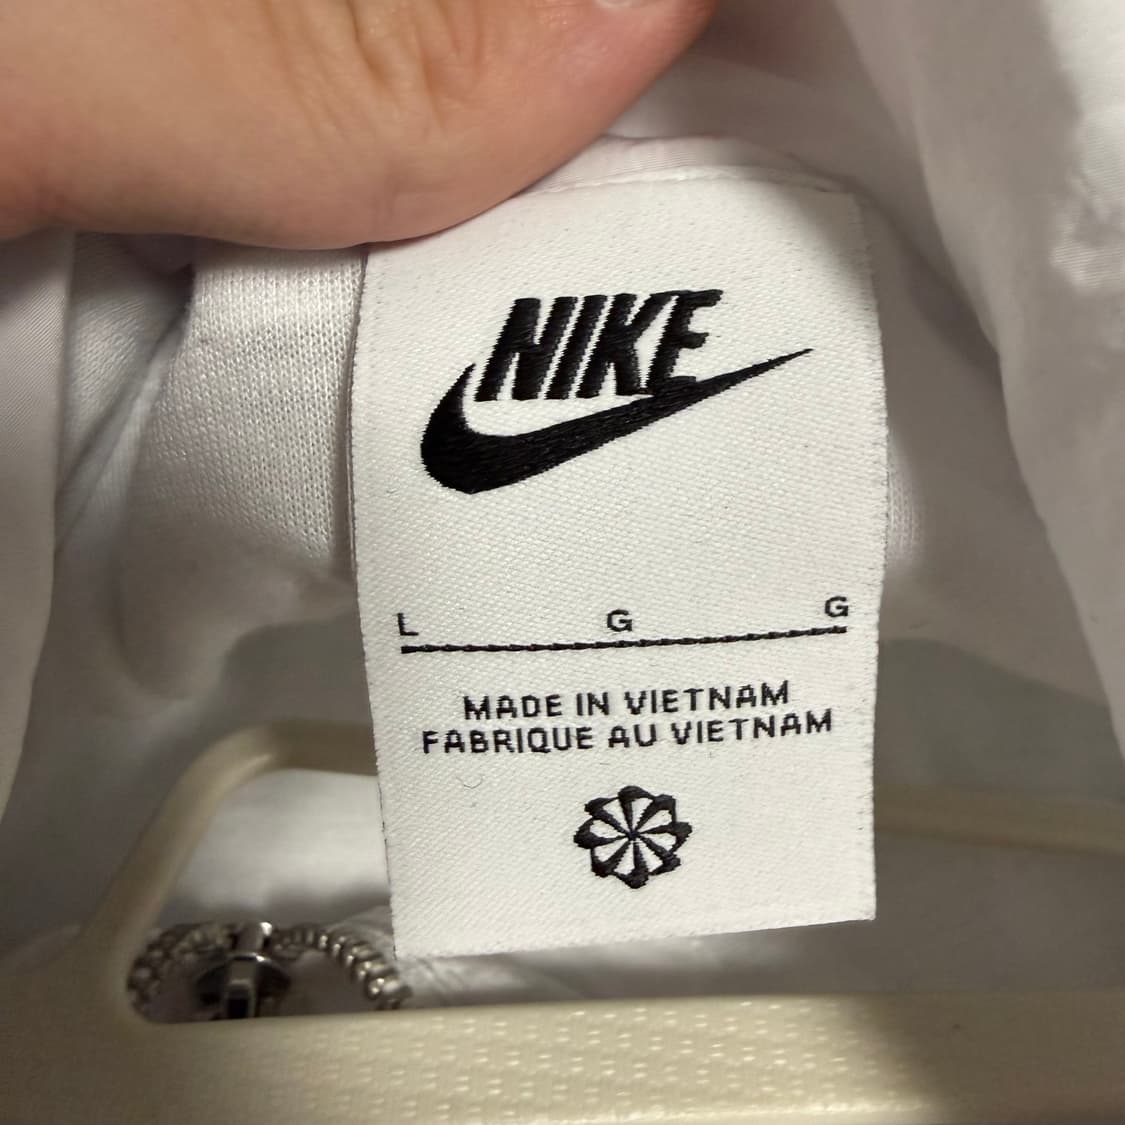 NIKE
L G G
MADE IN VIETNAM
FABRIQUE AU VIETNAM